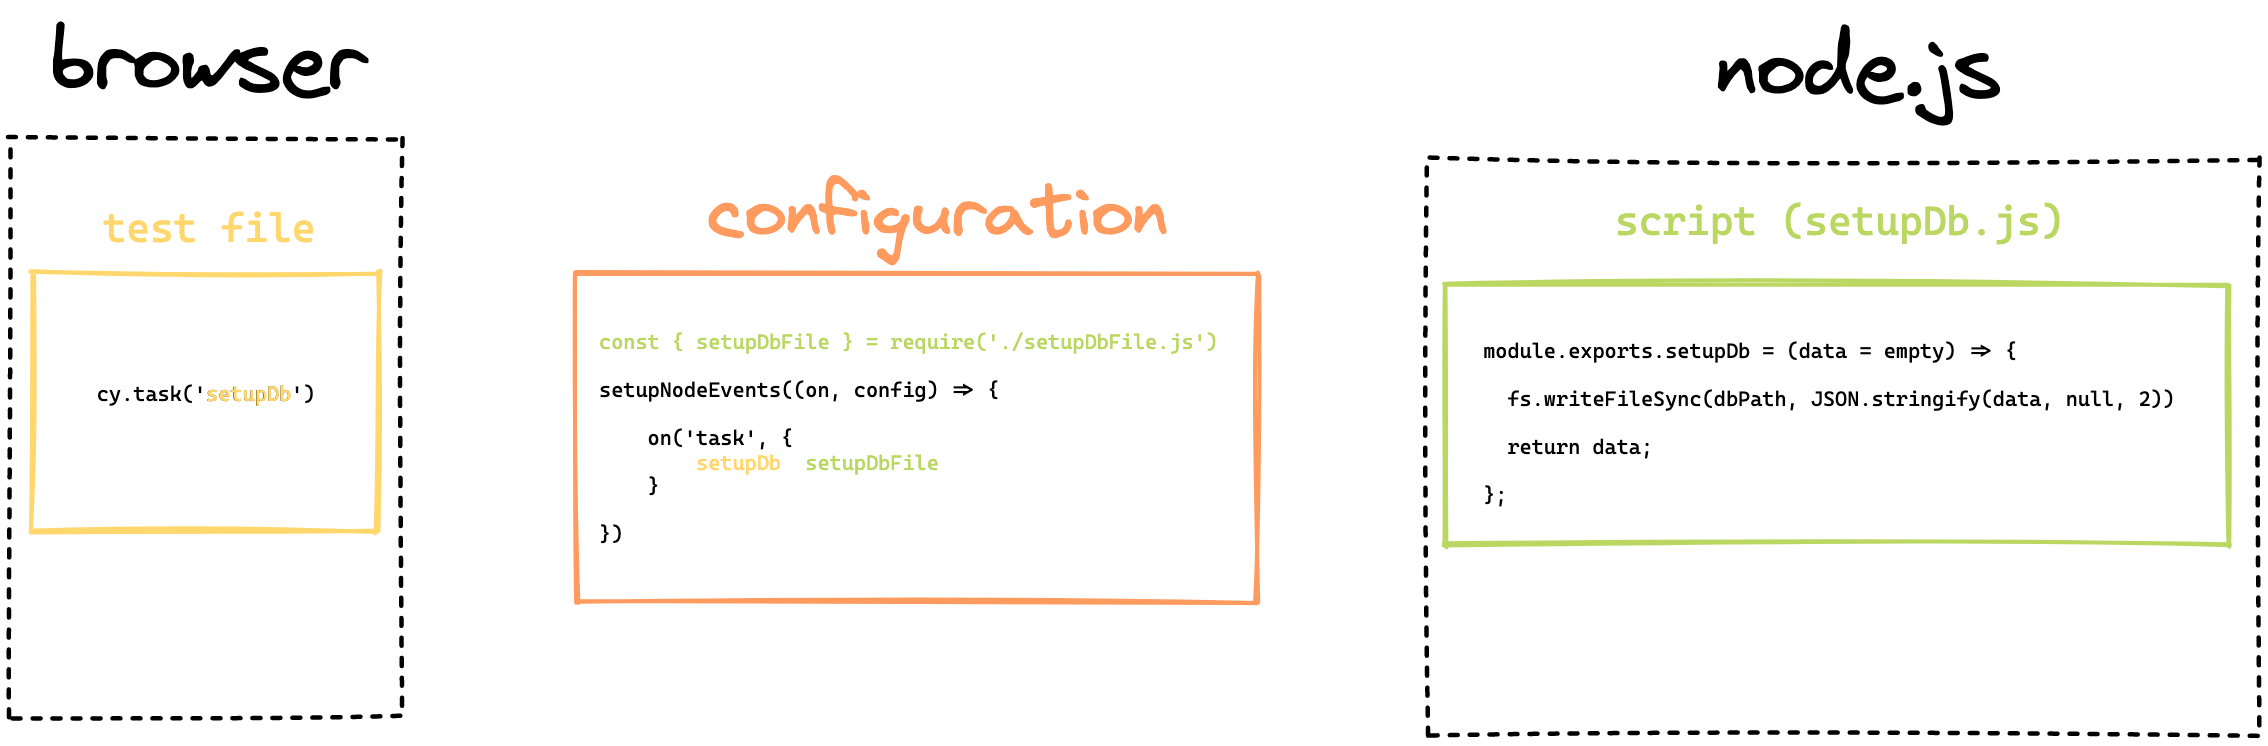 browser
test file
cy.task('setupDb')
configuration
const { setupDbFile } = require('./setupDbFile.js')
setupNodeEvents((on, config) => {
on('task', {
setupDb setupDbFile
}
})
node.js
script (setupDb.js)
module.exports.setupDb = (data = empty) => {
fs.writeFileSync(dbPath, JSON.stringify(data, null, 2))
return data;
};